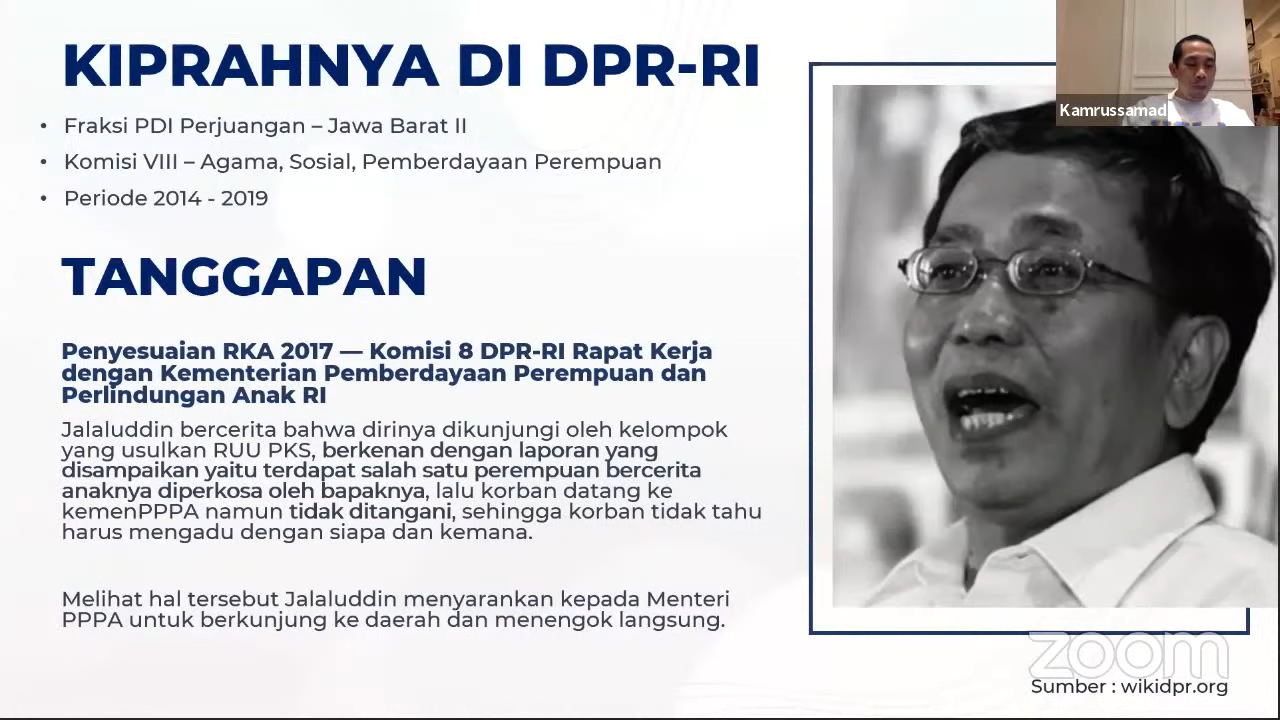 KIPRAHNYA DI DPR-RI
• Fraksi PDI Perjuangan – Jawa Barat II
• Komisi VIII – Agama, Sosial, Pemberdayaan Perempuan
• Periode 2014 - 2019
TANGGAPAN
Penyesuaian RKA 2017 — Komisi 8 DPR-RI Rapat Kerja
dengan Kementerian Pemberdayaan Perempuan dan
Perlindungan Anak RI
Jalaluddin bercerita bahwa dirinya dikunjungi oleh kelompok
yang usulkan RUU PKS, berkenan dengan laporan yang
disampaikan yaitu terdapat salah satu perempuan bercerita
anaknya diperkosa oleh bapaknya, lalu korban datang ke
kemenPPPA namun tidak ditangani, sehingga korban tidak tahu
harus mengadu dengan siapa dan kemana.
Melihat hal tersebut Jalaluddin menyarankan kepada Menteri
PPPA untuk berkunjung ke daerah dan menengok langsung.
Kamrussamad
zoom
Sumber : wikidpr.org